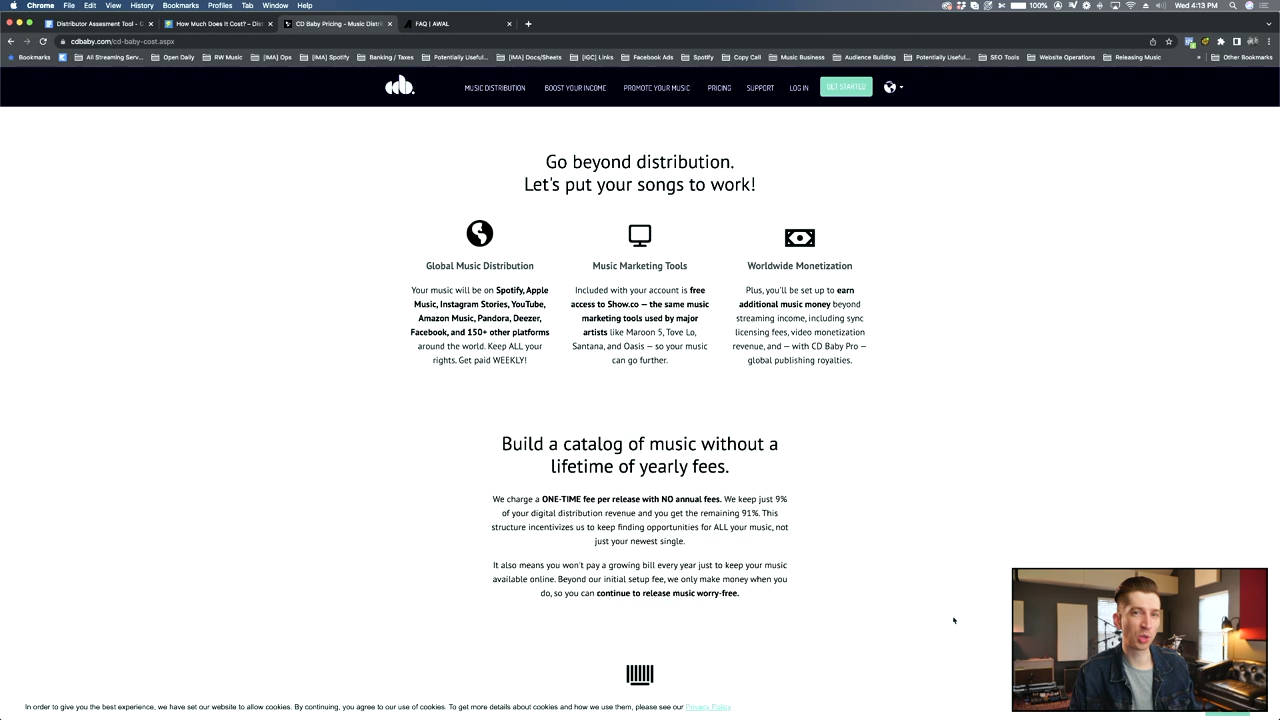 Chrome File Edit View History Bookmarks Profiles Tab Window Help 100% Wed 4:13 PM
Distributor Assesment Tool - G How Much Does It Cost? – Dist CD Baby Pricing - Music Distri FAQ | AWAL
cdbaby.com/cd-baby-cost.aspx
Bookmarks All Streaming Serv... Open Daily RW Music [IMA] Ops [IMA] Spotify Banking / Taxes Potentially Useful... [IMA] Docs/Sheets [IGC] Links Facebook Ads Spotify Copy Call Music Business Audience Building Potentially Useful... SEO Tools Website Operations Releasing Music » Other Bookmarks
MUSIC DISTRIBUTION BOOST YOUR INCOME PROMOTE YOUR MUSIC PRICING SUPPORT LOG IN GET STARTED
Go beyond distribution.
Let's put your songs to work!
Global Music Distribution
Your music will be on Spotify, Apple
Music, Instagram Stories, YouTube,
Amazon Music, Pandora, Deezer,
Facebook, and 150+ other platforms
around the world. Keep ALL your
rights. Get paid WEEKLY!
Music Marketing Tools
Included with your account is free
access to Show.co — the same music
marketing tools used by major
artists like Maroon 5, Tove Lo,
Santana, and Oasis — so your music
can go further.
Worldwide Monetization
Plus, you'll be set up to earn
additional music money beyond
streaming income, including sync
licensing fees, video monetization
revenue, and — with CD Baby Pro —
global publishing royalties.
Build a catalog of music without a
lifetime of yearly fees.
We charge a ONE-TIME fee per release with NO annual fees. We keep just 9%
of your digital distribution revenue and you get the remaining 91%. This
structure incentivizes us to keep finding opportunities for ALL your music, not
just your newest single.
It also means you won't pay a growing bill every year just to keep your music
available online. Beyond our initial setup fee, we only make money when you
do, so you can continue to release music worry-free.
In order to give you the best experience, we have set our website to allow cookies. By continuing, you agree to our use of cookies. To get more details about cookies and how we use them, please see our Privacy Policy